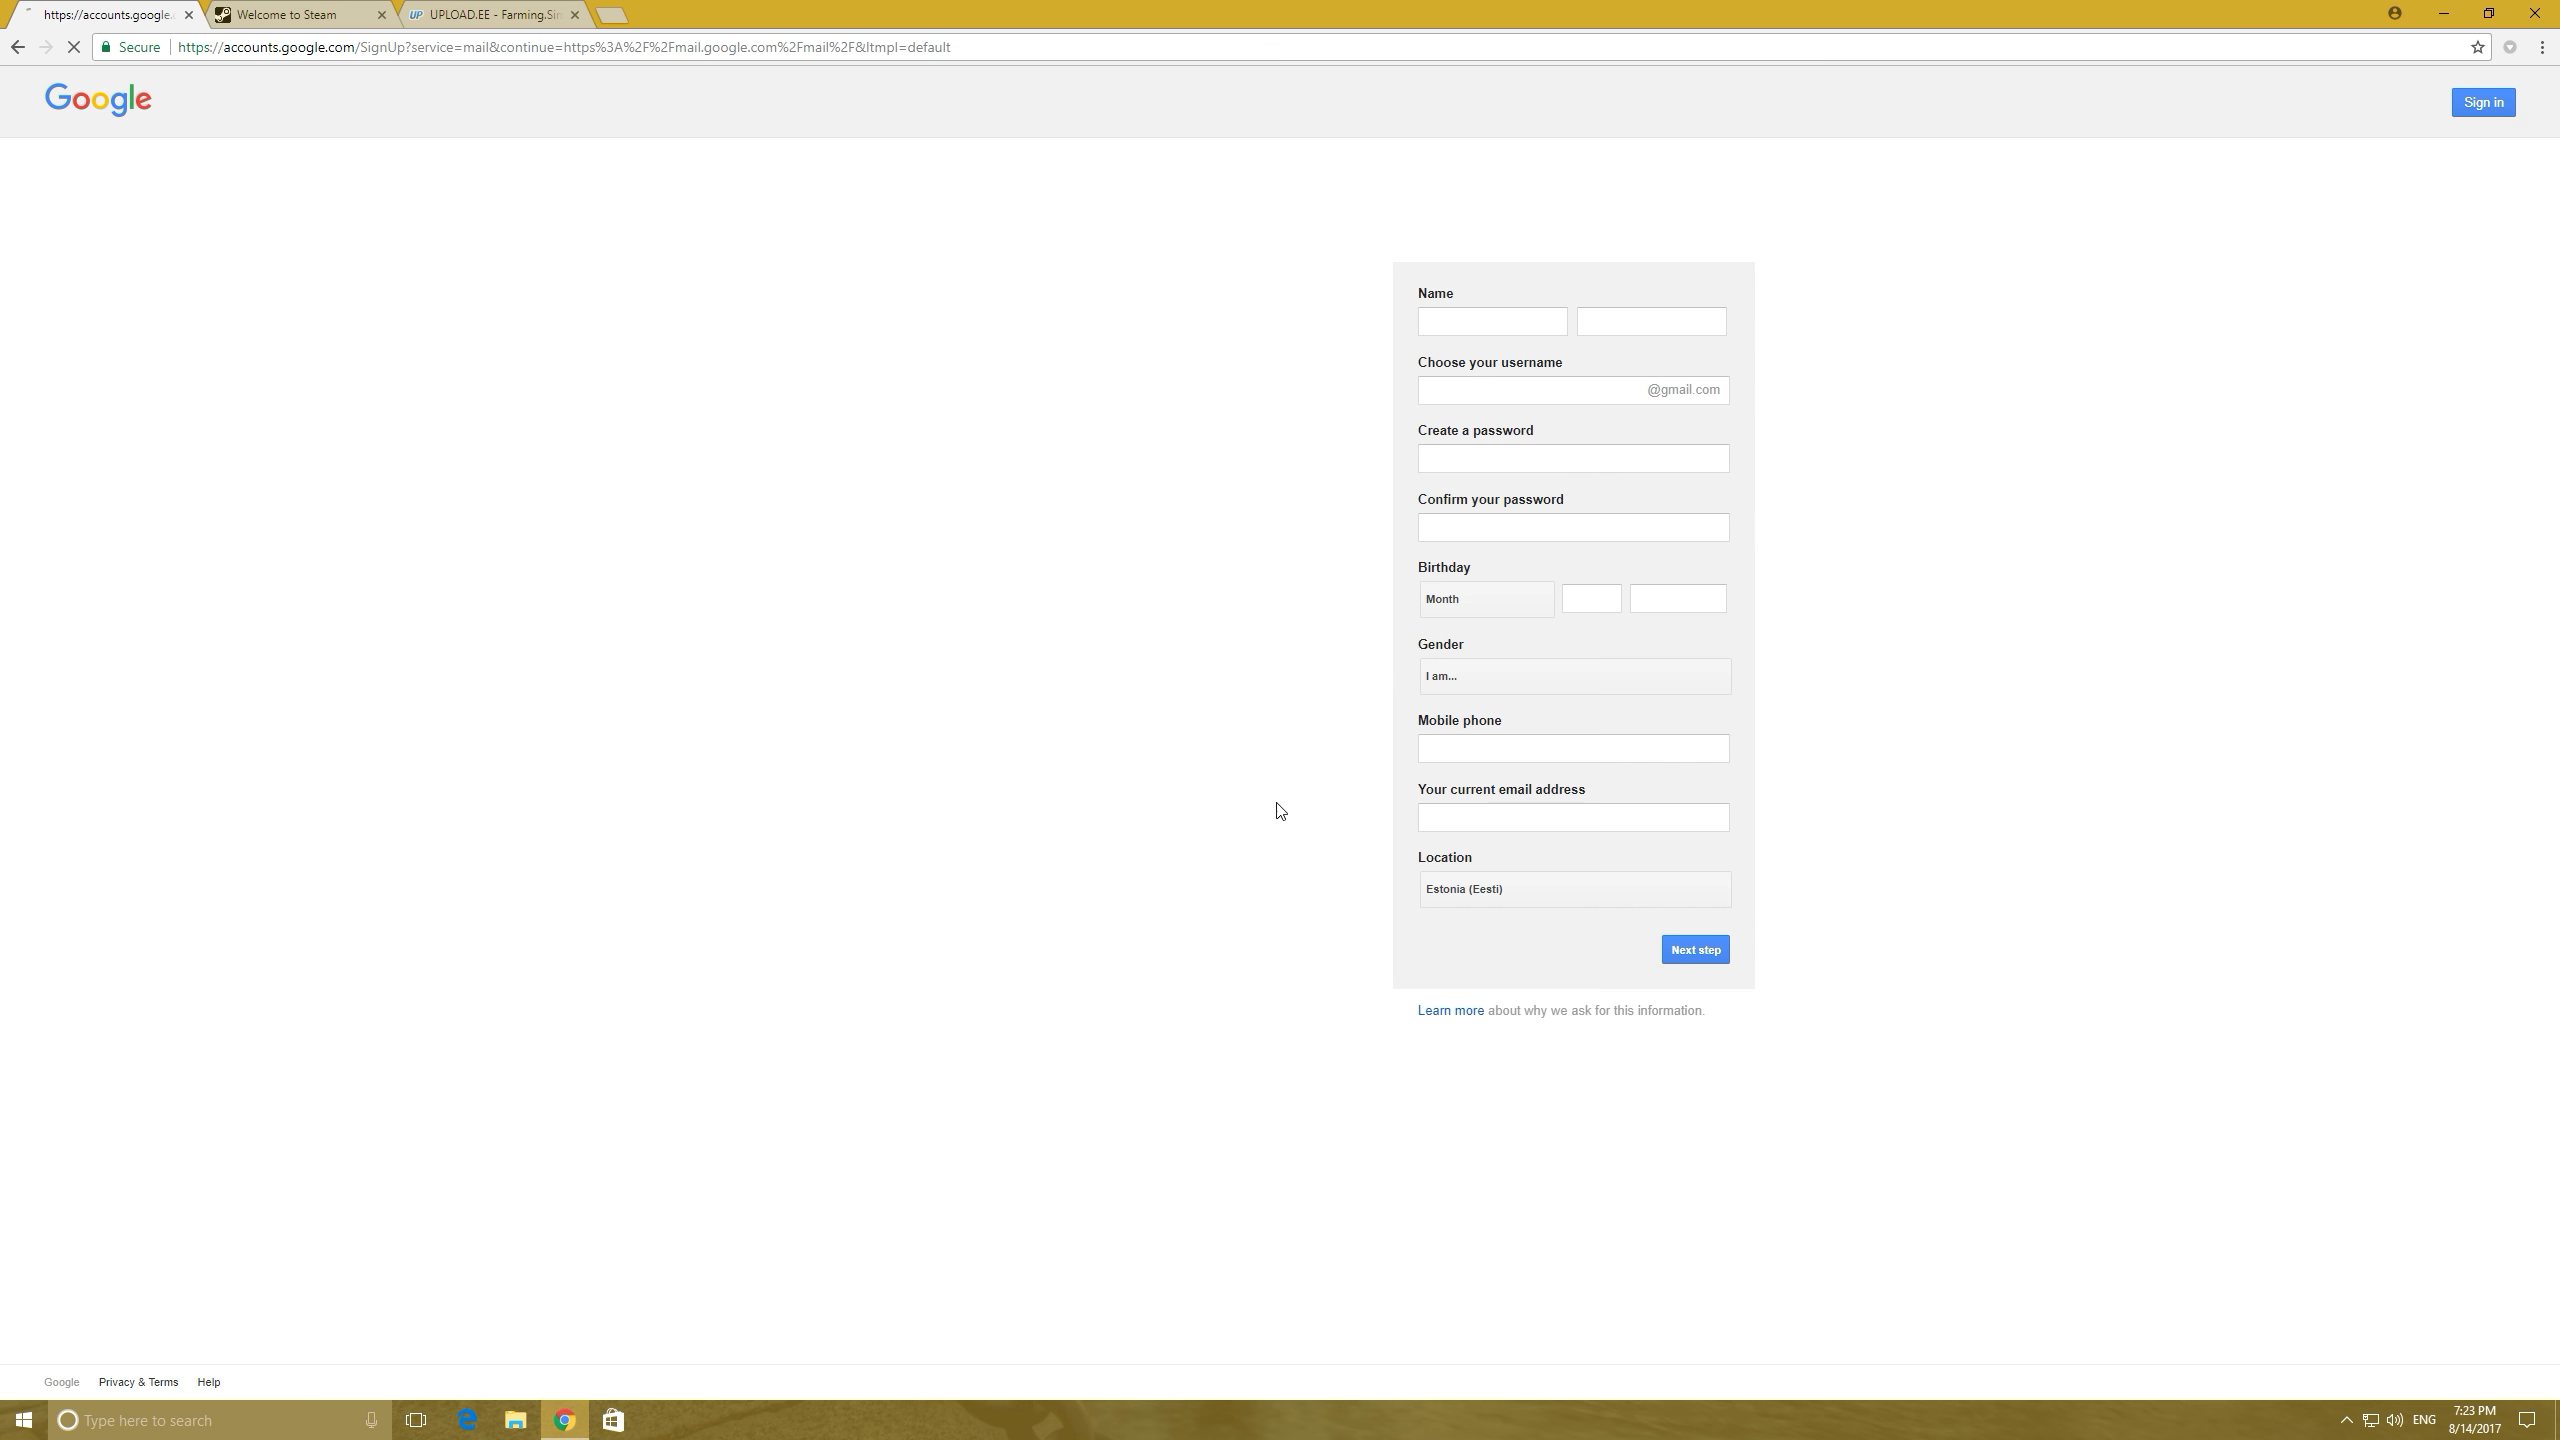 https://accounts.google.c
Welcome to Steam
UP UPLOAD.EE - Farming.Sin
Secure https://accounts.google.com/SignUp?service=mail&continue=https%3A%2F%2Fmail.google.com%2Fmail%2F&ltmpl=default
Google
Sign in
Name
Choose your username
@gmail.com
Create a password
Confirm your password
Birthday
Month
Gender
I am...
Mobile phone
Your current email address
Location
Estonia (Eesti)
Next step
Learn more about why we ask for this information.
Google Privacy & Terms Help
Type here to search
ENG
7:23 PM
8/14/2017